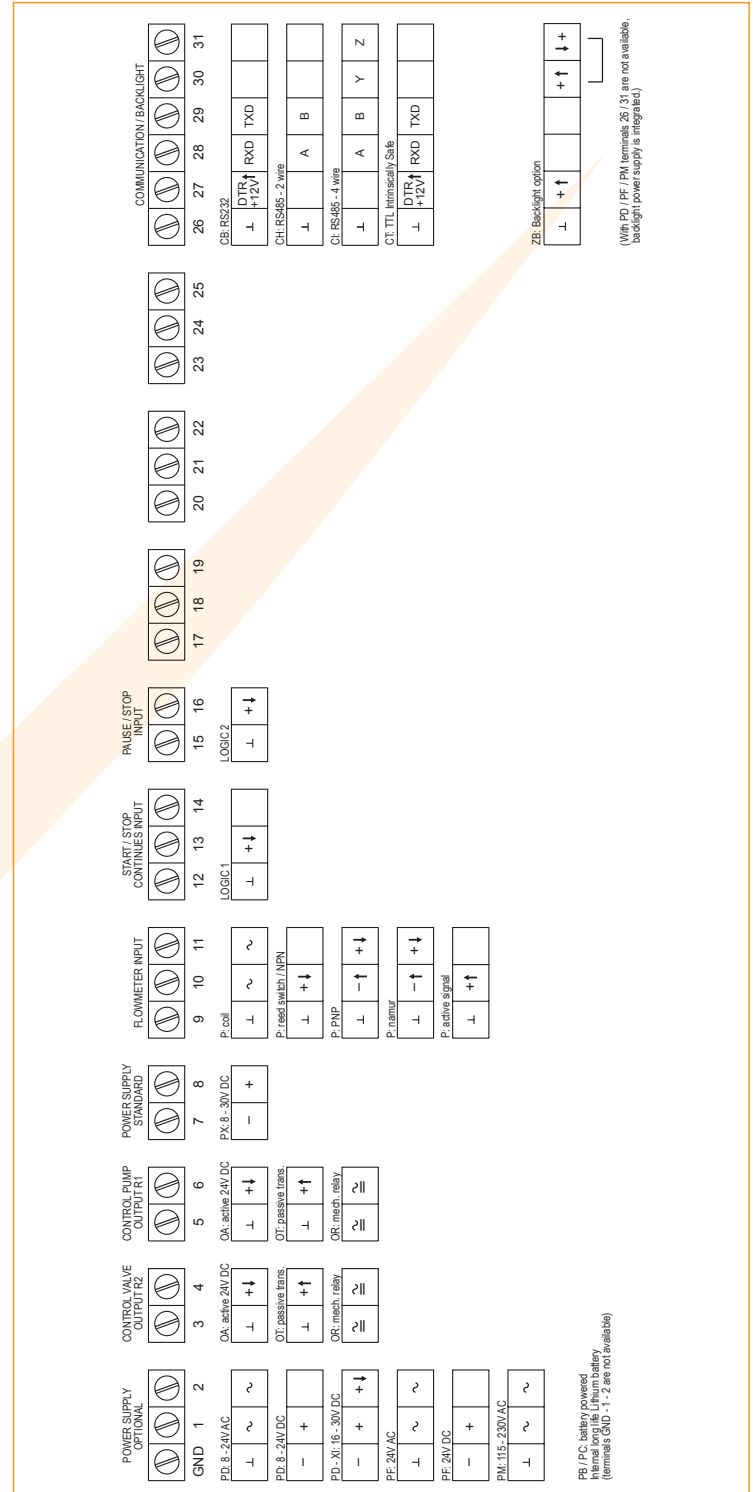 POWER SUPPLY
OPTIONAL
GND 1 2
PD: 8 - 24V AC
⊥ ~ ~
PD: 8 - 24V DC
– +
PD - XI: 16 - 30V DC
– + +↓
PF: 24V AC
⊥ ~ ~
PF: 24V DC
– +
PM: 115 - 230V AC
⊥ ~ ~
PB / PC: battery powered
Internal long life Lithium battery
(terminals GND - 1 - 2 are not available)
CONTROL VALVE
OUTPUT R2
3 4
OA: active 24V DC
⊥ +↓
OT: passive trans.
⊥ +↑
OR: mech. relay
~= ~=
CONTROL PUMP
OUTPUT R1
5 6
OA: active 24V DC
⊥ +↓
OT: passive trans.
⊥ +↑
OR: mech. relay
~= ~=
POWER SUPPLY
STANDARD
7 8
PX: 8 - 30V DC
– +
FLOWMETER INPUT
9 10 11
P: coil
⊥ ~ ~
P: reed switch / NPN
⊥ +↓
P: PNP
⊥ –↑ +↓
P: namur
⊥ –↑ +↓
P: active signal
⊥ +↑
START / STOP
CONTINUES INPUT
12 13 14
LOGIC 1
⊥ +↓
PAUSE / STOP
INPUT
15 16
LOGIC 2
⊥ +↓
17 18 19
20 21 22
23 24 25
COMMUNICATION / BACKLIGHT
26 27 28 29 30 31
CB: RS232
⊥ DTR +12V↑ RXD TXD
CH: RS485 - 2 wire
⊥ A B
CI: RS485 - 4 wire
⊥ A B Y Z
CT: TTL Intrinsically Safe
⊥ DTR +12V↑ RXD TXD
ZB: Backlight option
⊥ +↑ +↑ ↓+
(With PD / PF / PM terminals 26 / 31 are not available,
backlight power supply is integrated.)